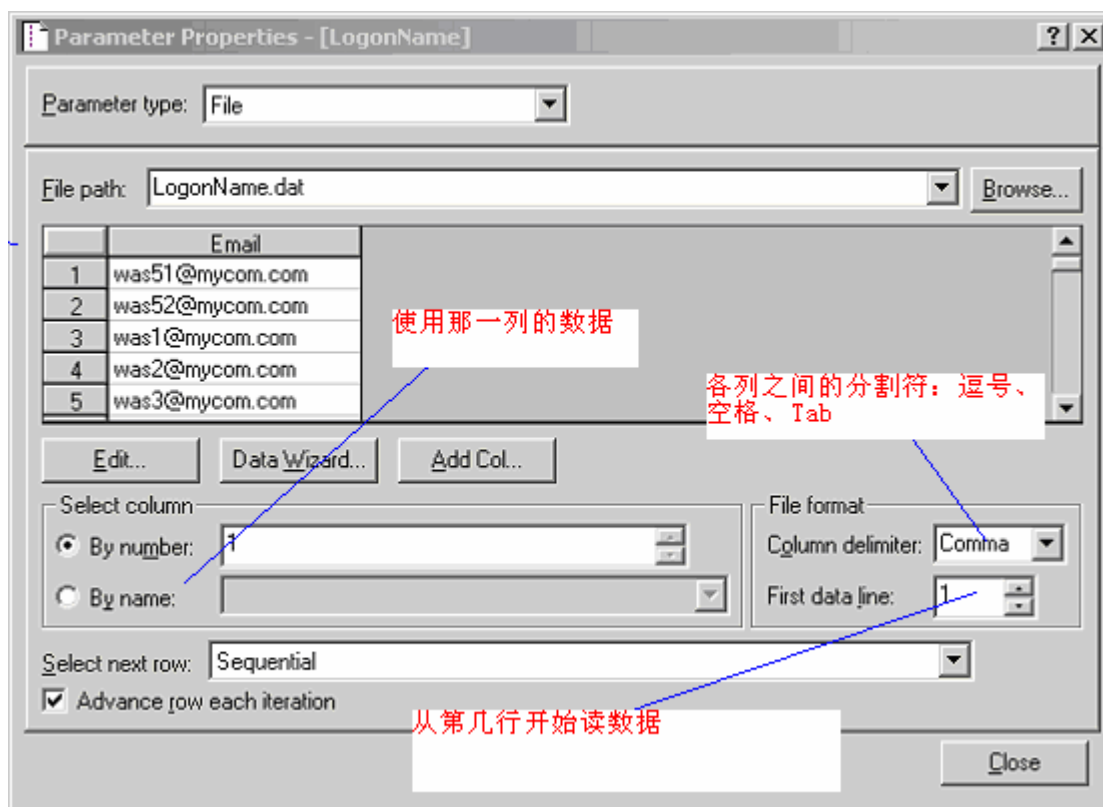 Parameter Properties - [LogonName]
Parameter type: File
File path: LogonName.dat Browse...
Email
1 was51@mycom.com
2 was52@mycom.com
3 was1@mycom.com
4 was2@mycom.com
5 was3@mycom.com
使用那一列的数据
各列之间的分割符：逗号、
空格、Tab
Edit... Data Wizard... Add Col...
Select column
By number: 1
By name:
File format
Column delimiter: Comma
First data line: 1
Select next row: Sequential
Advance row each iteration
从第几行开始读数据
Close